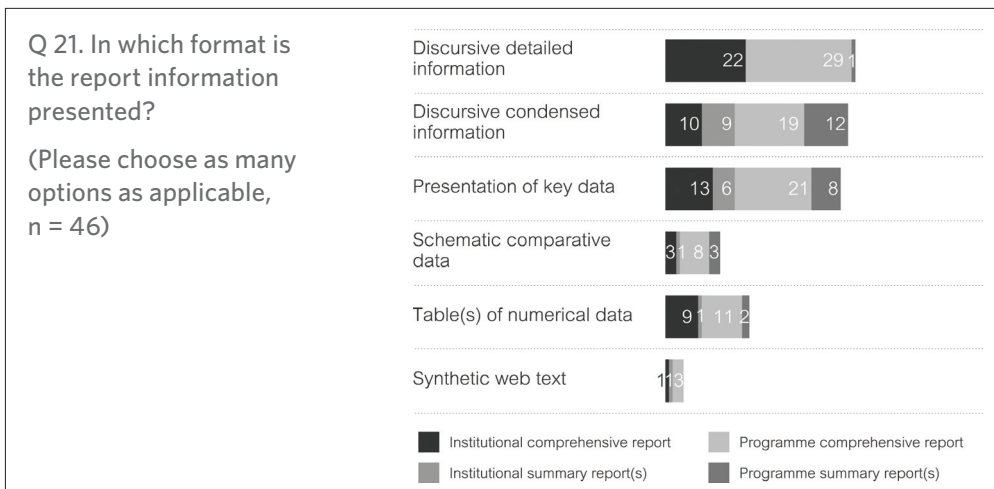 Q 21. In which format is
the report information
presented?
(Please choose as many
options as applicable,
n = 46)
Discursive detailed
information
22 29 1
Discursive condensed
information
10 9 19 12
Presentation of key data
13 6 21 8
Schematic comparative
data
3 1 8 3
Table(s) of numerical data
9 1 11 2
Synthetic web text
1 1 3
Institutional comprehensive report
Programme comprehensive report
Institutional summary report(s)
Programme summary report(s)